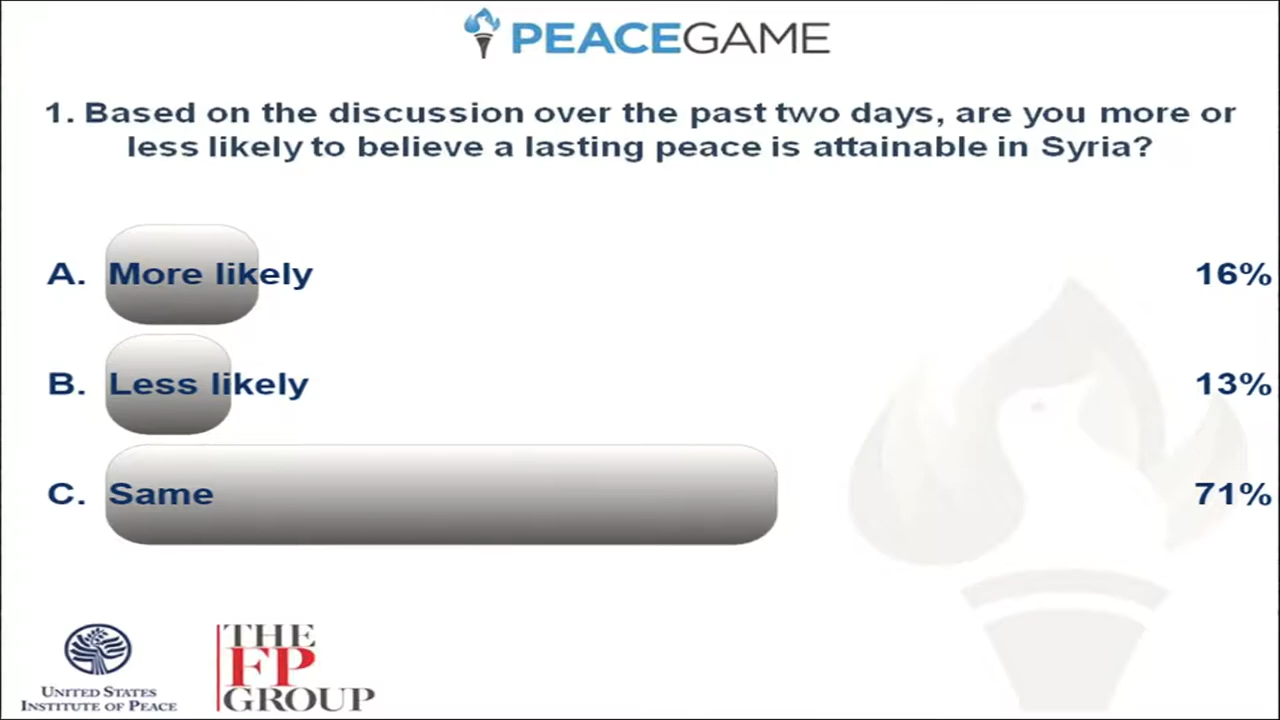 PEACEGAME
1. Based on the discussion over the past two days, are you more or
less likely to believe a lasting peace is attainable in Syria?
A. More likely 16%
B. Less likely 13%
C. Same 71%
UNITED STATES
INSTITUTE OF PEACE
THE
FP
GROUP